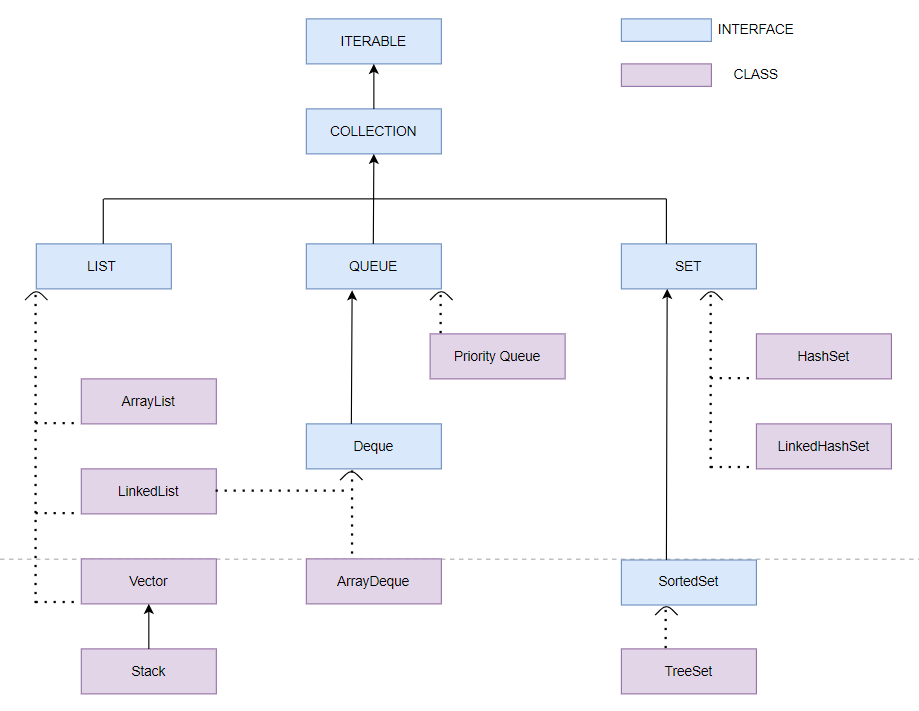 ITERABLE
INTERFACE
CLASS
COLLECTION
LIST
QUEUE
SET
Priority Queue
HashSet
ArrayList
Deque
LinkedHashSet
LinkedList
Vector
ArrayDeque
SortedSet
Stack
TreeSet